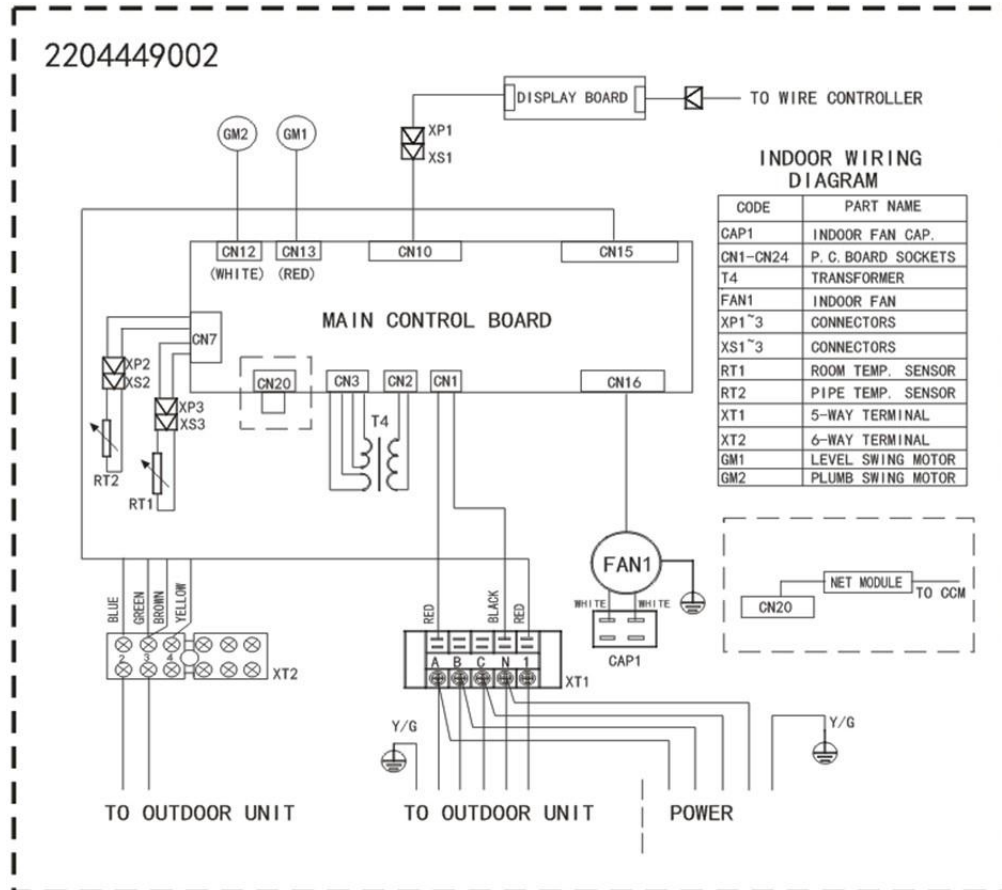 2204449002
DISPLAY BOARD
TO WIRE CONTROLLER
GM2
GM1
XP1
XS1
INDOOR WIRING
DIAGRAM
CODE PART NAME
CAP1 INDOOR FAN CAP.
CN1-CN24 P.C.BOARD SOCKETS
T4 TRANSFORMER
FAN1 INDOOR FAN
XP1~3 CONNECTORS
XS1~3 CONNECTORS
RT1 ROOM TEMP. SENSOR
RT2 PIPE TEMP. SENSOR
XT1 5-WAY TERMINAL
XT2 6-WAY TERMINAL
GM1 LEVEL SWING MOTOR
GM2 PLUMB SWING MOTOR
CN12
CN13
CN10
CN15
(WHITE)
(RED)
MAIN CONTROL BOARD
CN7
XP2
XS2
CN20
CN3
CN2
CN1
CN16
XP3
XS3
T4
RT2
RT1
FAN1
NET MODULE
TO CCM
CN20
BLUE
GREEN
BROWN
YELLOW
RED
BLACK
RED
WHITE
WHITE
CAP1
2 3 4
XT2
A B C N 1
XT1
Y/G
Y/G
TO OUTDOOR UNIT
TO OUTDOOR UNIT
POWER